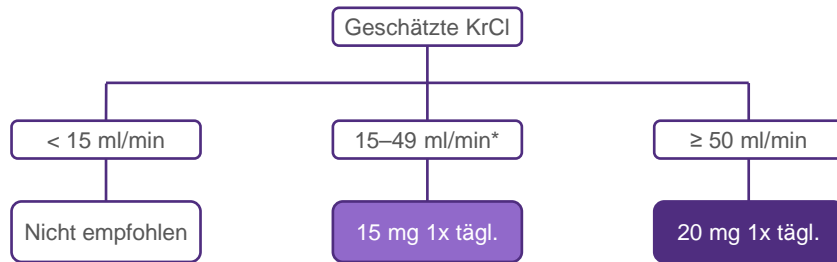 Geschätzte KrCl
< 15 ml/min
15–49 ml/min*
≥ 50 ml/min
Nicht empfohlen
15 mg 1x tägl.
20 mg 1x tägl.